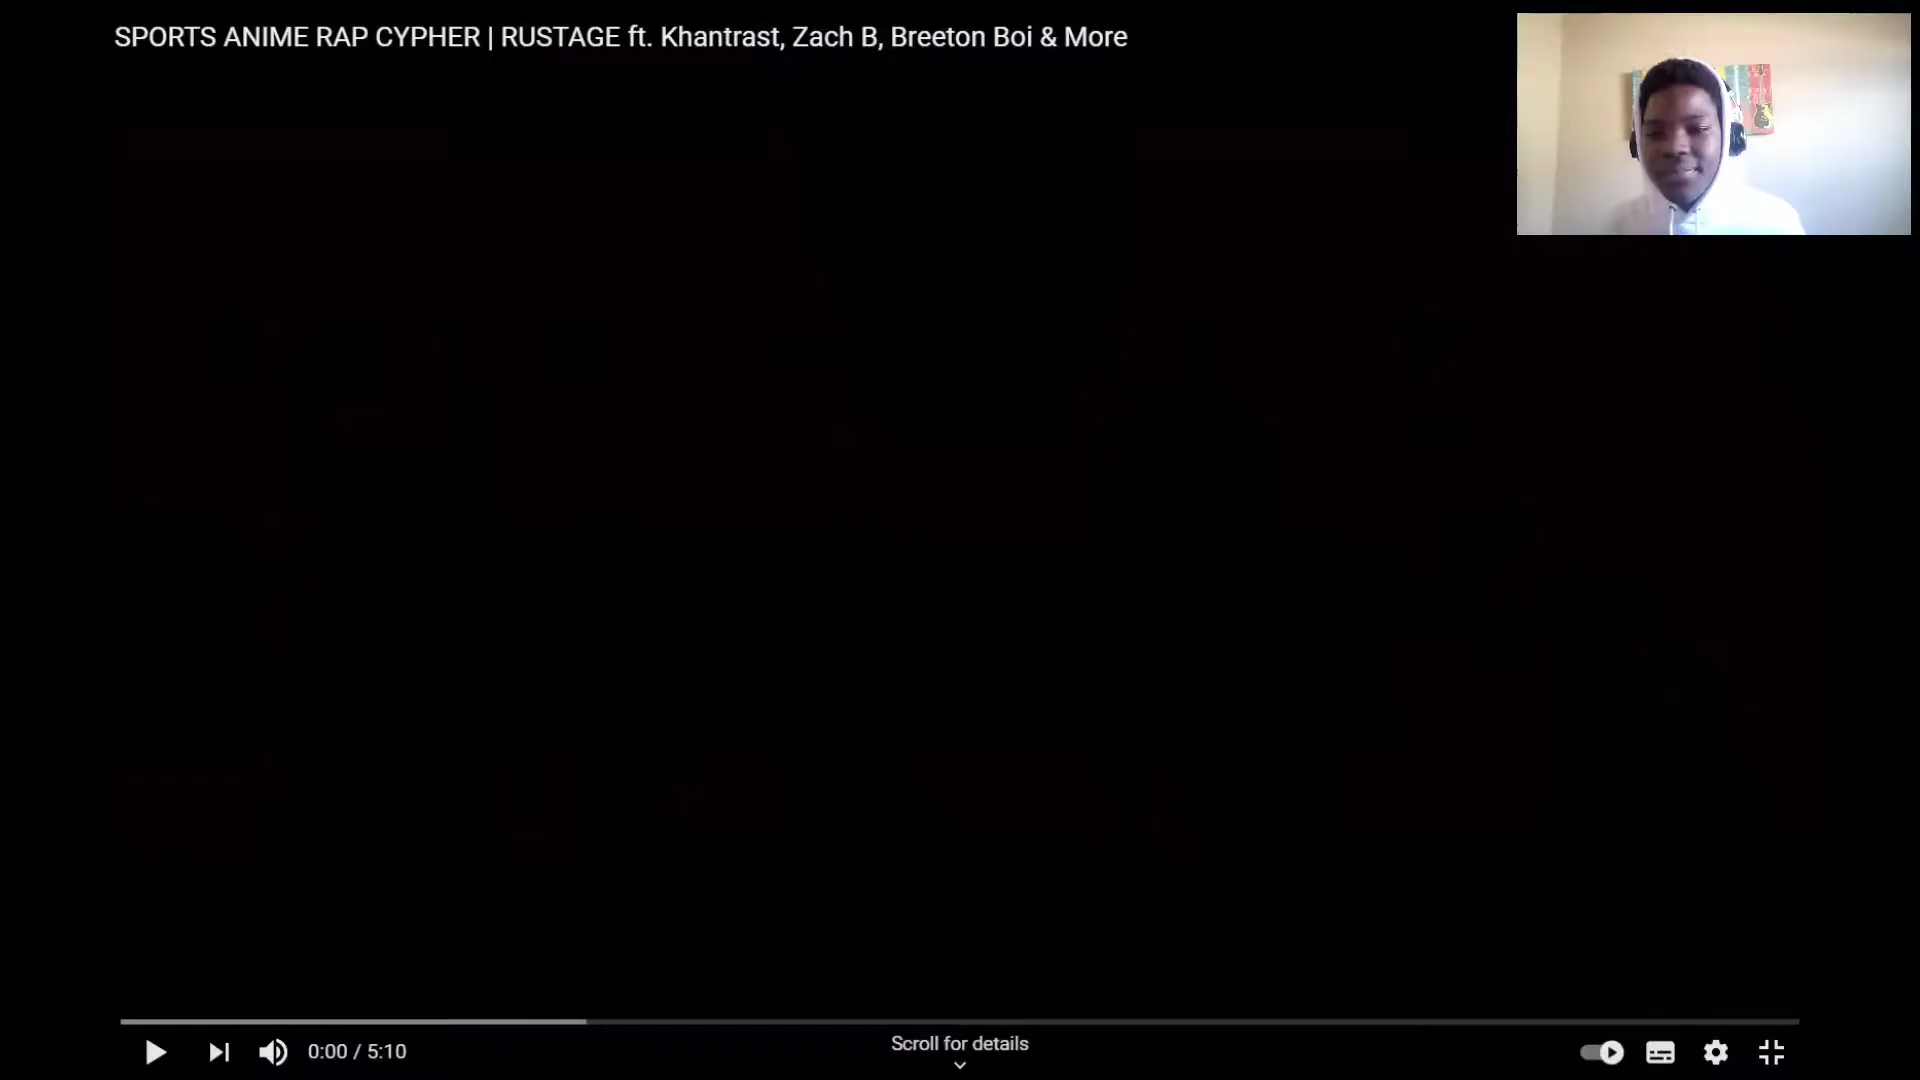 SPORTS ANIME RAP CYPHER | RUSTAGE ft. Khantrast, Zach B, Breeton Boi & More
Scroll for details
0:00 / 5:10